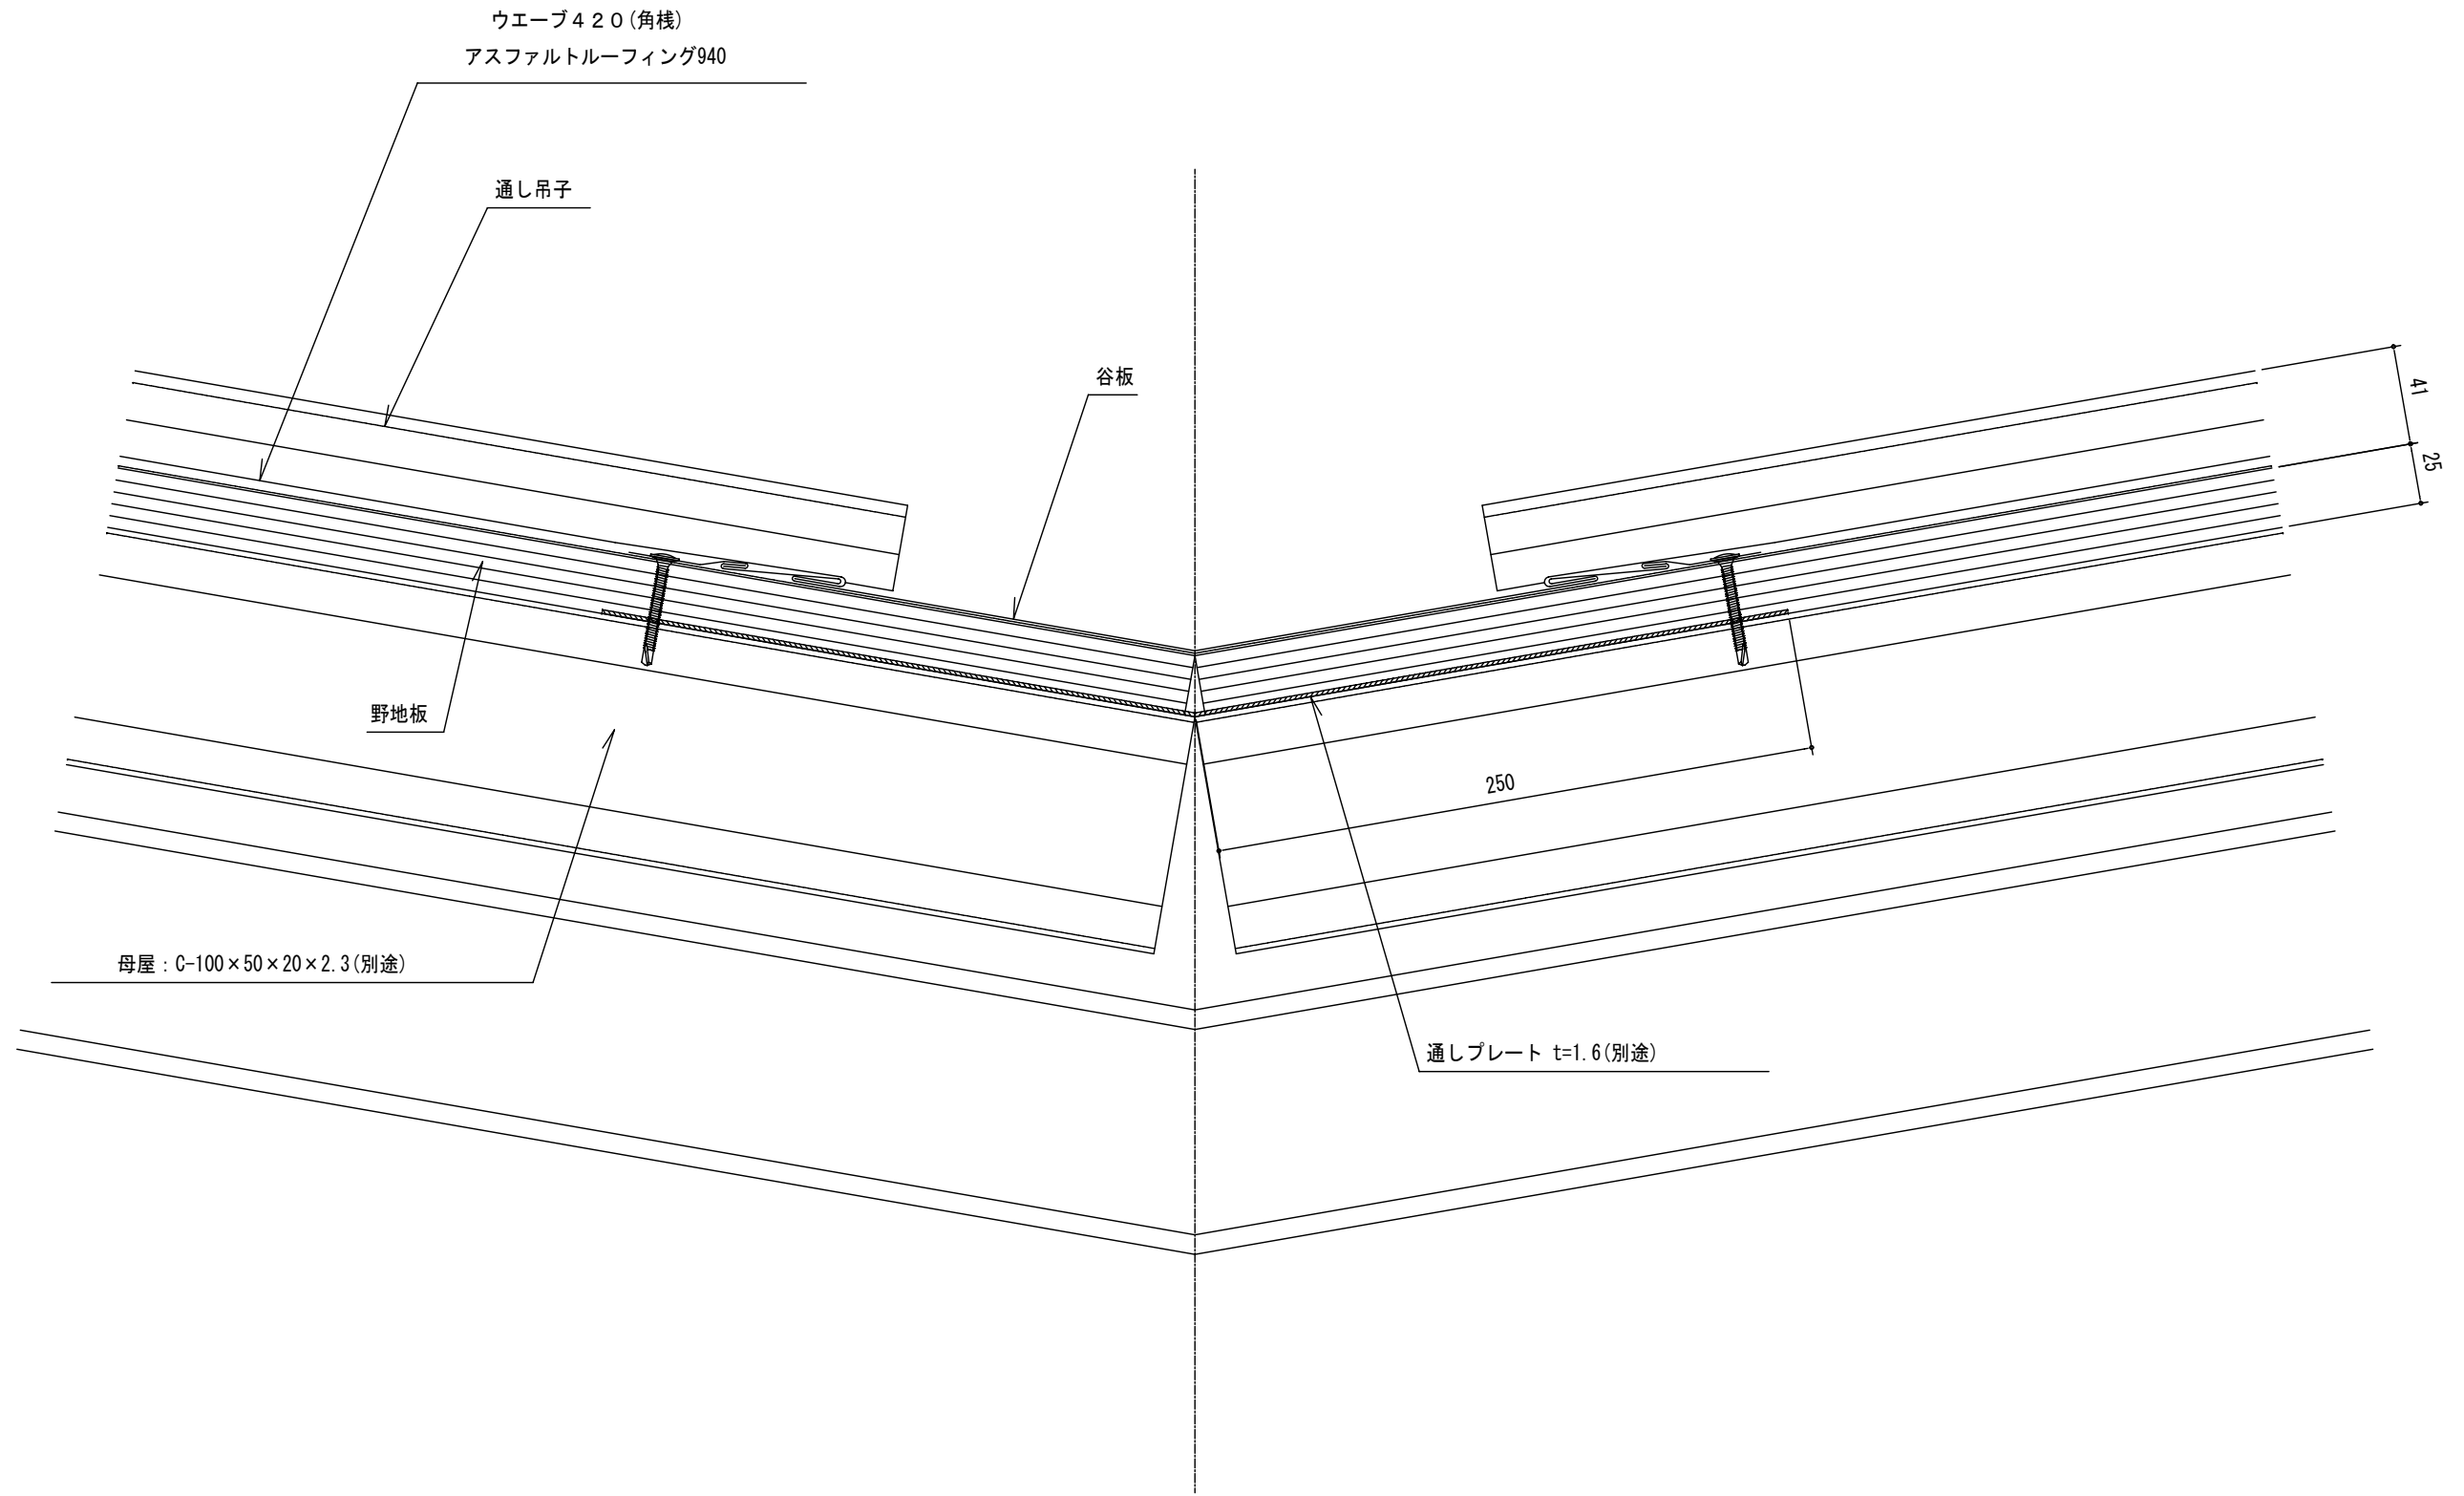 ウエーブ４２０(角桟)
アスファルトルーフィング940
通し吊子
谷板
41
25
野地板
250
母屋：C-100×50×20×2.3(別途)
通しプレート t=1.6(別途)